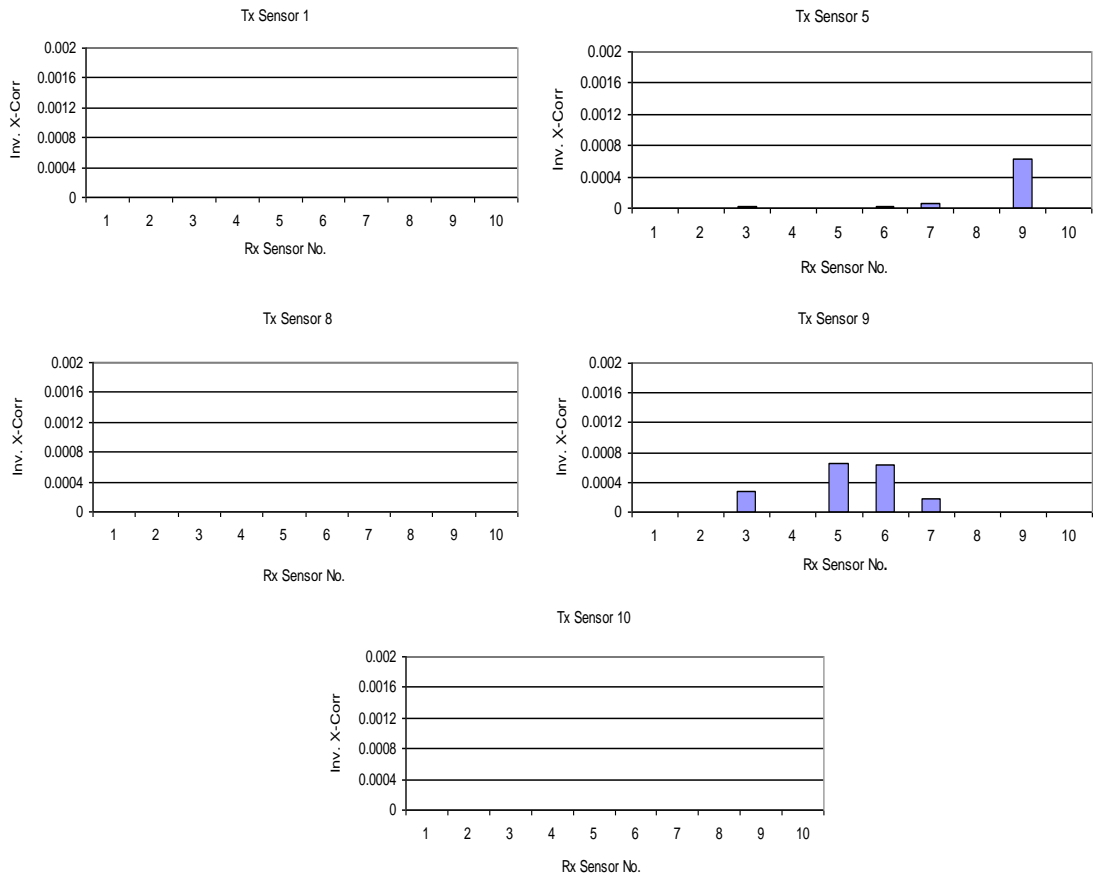 Tx Sensor 1
Inv. X-Corr
0.002
0.0016
0.0012
0.0008
0.0004
0
1 2 3 4 5 6 7 8 9 10
Rx Sensor No.
Tx Sensor 5
Inv. X-Corr
0.002
0.0016
0.0012
0.0008
0.0004
0
1 2 3 4 5 6 7 8 9 10
Rx Sensor No.
Tx Sensor 8
Inv. X-Corr
0.002
0.0016
0.0012
0.0008
0.0004
0
1 2 3 4 5 6 7 8 9 10
Rx Sensor No.
Tx Sensor 9
Inv. X-Corr
0.002
0.0016
0.0012
0.0008
0.0004
0
1 2 3 4 5 6 7 8 9 10
Rx Sensor No.
Tx Sensor 10
Inv. X-Corr
0.002
0.0016
0.0012
0.0008
0.0004
0
1 2 3 4 5 6 7 8 9 10
Rx Sensor No.